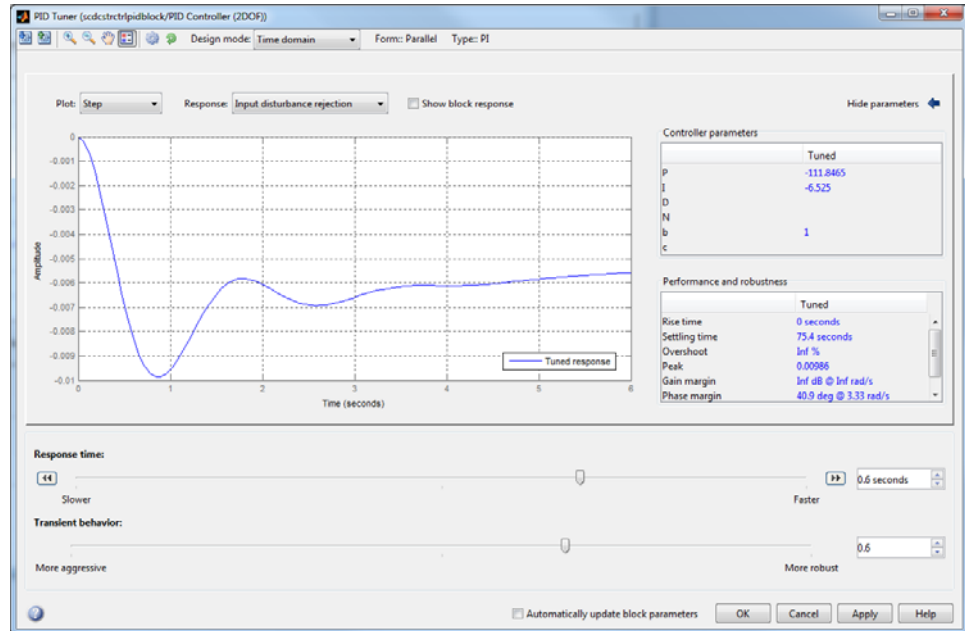 PID Tuner (scdcstrctrlpidblock/PID Controller (2DOF))
Design mode: Time domain Form:: Parallel Type:: PI
Plot: Step Response: Input disturbance rejection Show block response Hide parameters
0
-0.001
-0.002
-0.003
-0.004
-0.005
-0.006
-0.007
-0.008
-0.009
-0.01
Amplitude
0 1 2 3 4 5 6
Time (seconds)
Tuned response
Controller parameters
Tuned
P -111.8465
I -6.525
D
N
b 1
c
Performance and robustness
Tuned
Rise time 0 seconds
Settling time 75.4 seconds
Overshoot Inf %
Peak 0.00986
Gain margin Inf dB @ Inf rad/s
Phase margin 40.9 deg @ 3.33 rad/s
Response time:
0.6 seconds
Slower Faster
Transient behavior:
0.6
More aggressive More robust
Automatically update block parameters OK Cancel Apply Help